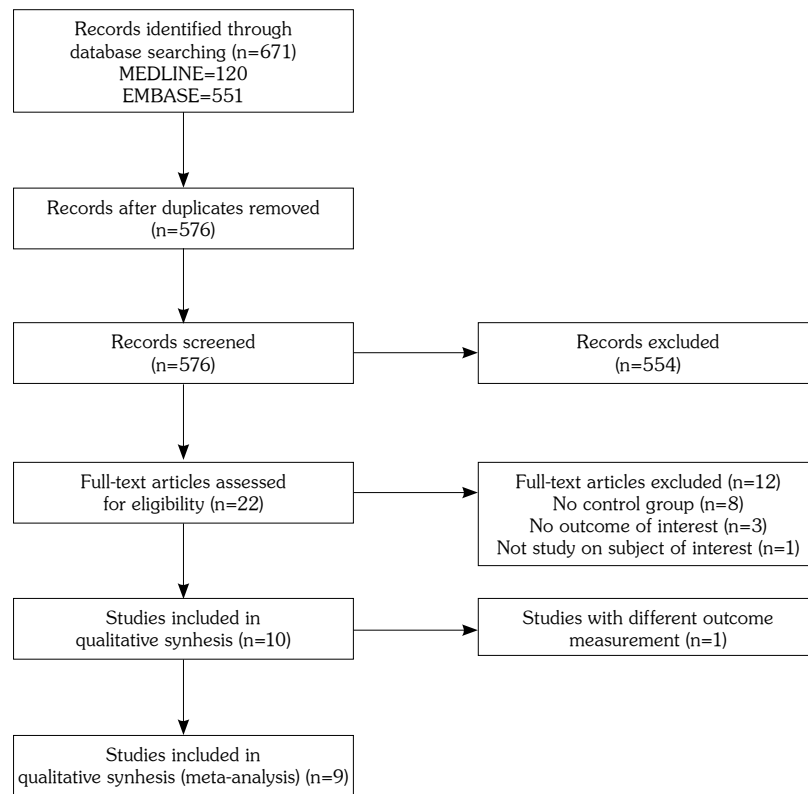 Records identified through
database searching (n=671)
MEDLINE=120
EMBASE=551
Records after duplicates removed
(n=576)
Records screened
(n=576)
Records excluded
(n=554)
Full-text articles assessed
for eligibility (n=22)
Full-text articles excluded (n=12)
No control group (n=8)
No outcome of interest (n=3)
Not study on subject of interest (n=1)
Studies included in
qualitative synhesis (n=10)
Studies with different outcome
measurement (n=1)
Studies included in
qualitative synhesis (meta-analysis) (n=9)